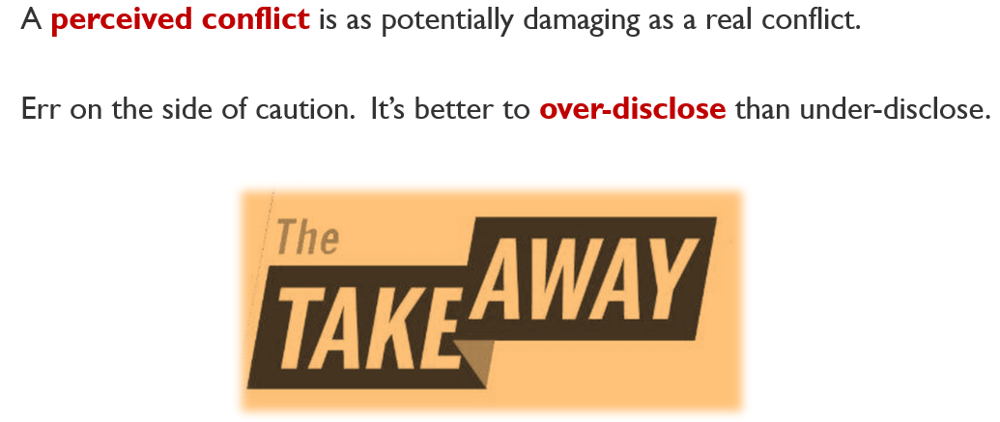 A perceived conflict is as potentially damaging as a real conflict.
Err on the side of caution.  It’s better to over-disclose than under-disclose.
The
TAKE AWAY